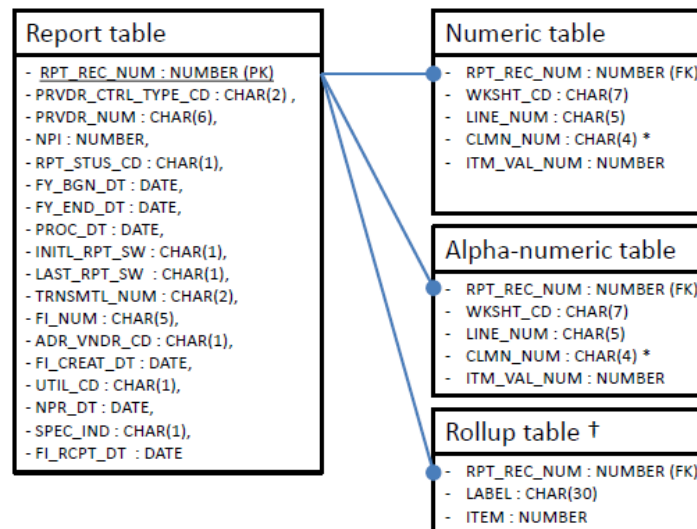 Report table
- RPT_REC_NUM : NUMBER (PK)
- PRVDR_CTRL_TYPE_CD : CHAR(2) ,
- PRVDR_NUM : CHAR(6),
- NPI : NUMBER,
- RPT_STUS_CD : CHAR(1),
- FY_BGN_DT : DATE,
- FY_END_DT : DATE,
- PROC_DT : DATE,
- INITL_RPT_SW : CHAR(1),
- LAST_RPT_SW : CHAR(1),
- TRNSMTL_NUM : CHAR(2),
- FI_NUM : CHAR(5),
- ADR_VNDR_CD : CHAR(1),
- FI_CREAT_DT : DATE,
- UTIL_CD : CHAR(1),
- NPR_DT : DATE,
- SPEC_IND : CHAR(1),
- FI_RCPT_DT : DATE
Numeric table
- RPT_REC_NUM : NUMBER (FK)
- WKSHT_CD : CHAR(7)
- LINE_NUM : CHAR(5)
- CLMN_NUM : CHAR(4) *
- ITM_VAL_NUM : NUMBER
Alpha-numeric table
- RPT_REC_NUM : NUMBER (FK)
- WKSHT_CD : CHAR(7)
- LINE_NUM : CHAR(5)
- CLMN_NUM : CHAR(4) *
- ITM_VAL_NUM : NUMBER
Rollup table †
- RPT_REC_NUM : NUMBER (FK)
- LABEL : CHAR(30)
- ITEM : NUMBER